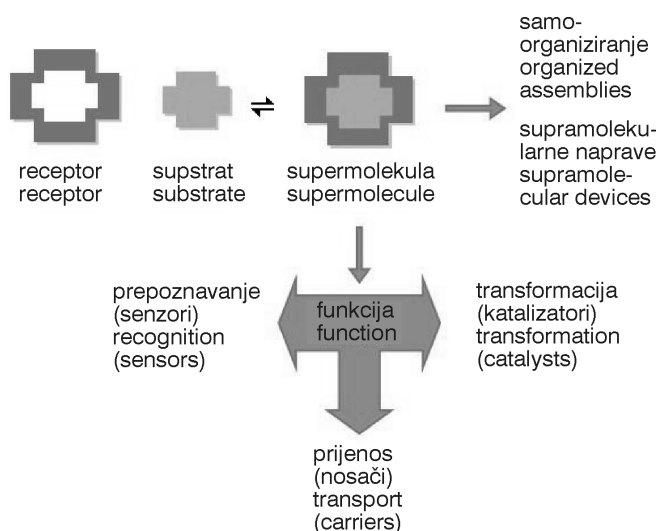 receptor
receptor
supstrat
substrate
⇌
supermolekula
supermolecule
samo-
organiziranje
organized
assemblies
supramoleku-
larne naprave
supramole-
cular devices
prepoznavanje
(senzori)
recognition
(sensors)
funkcija
function
transformacija
(katalizatori)
transformation
(catalysts)
prijenos
(nosači)
transport
(carriers)